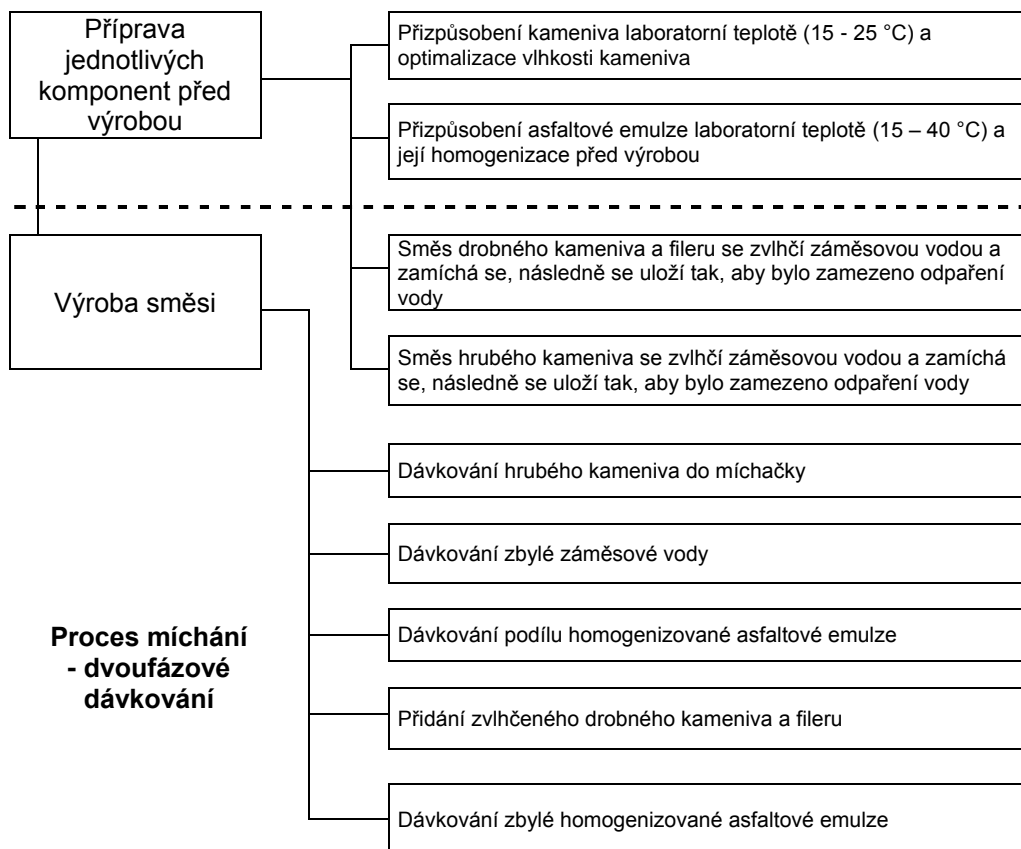 Příprava
jednotlivých
komponent před
výrobou
Přizpůsobení kameniva laboratorní teplotě (15 - 25 °C) a
optimalizace vlhkosti kameniva
Přizpůsobení asfaltové emulze laboratorní teplotě (15 – 40 °C) a
její homogenizace před výrobou
Výroba směsi
Směs drobného kameniva a fileru se zvlhčí záměsovou vodou a
zamíchá se, následně se uloží tak, aby bylo zamezeno odpaření
vody
Směs hrubého kameniva se zvlhčí záměsovou vodou a zamíchá
se, následně se uloží tak, aby bylo zamezeno odpaření vody
Proces míchání
- dvoufázové
dávkování
Dávkování hrubého kameniva do míchačky
Dávkování zbylé záměsové vody
Dávkování podílu homogenizované asfaltové emulze
Přidání zvlhčeného drobného kameniva a fileru
Dávkování zbylé homogenizované asfaltové emulze